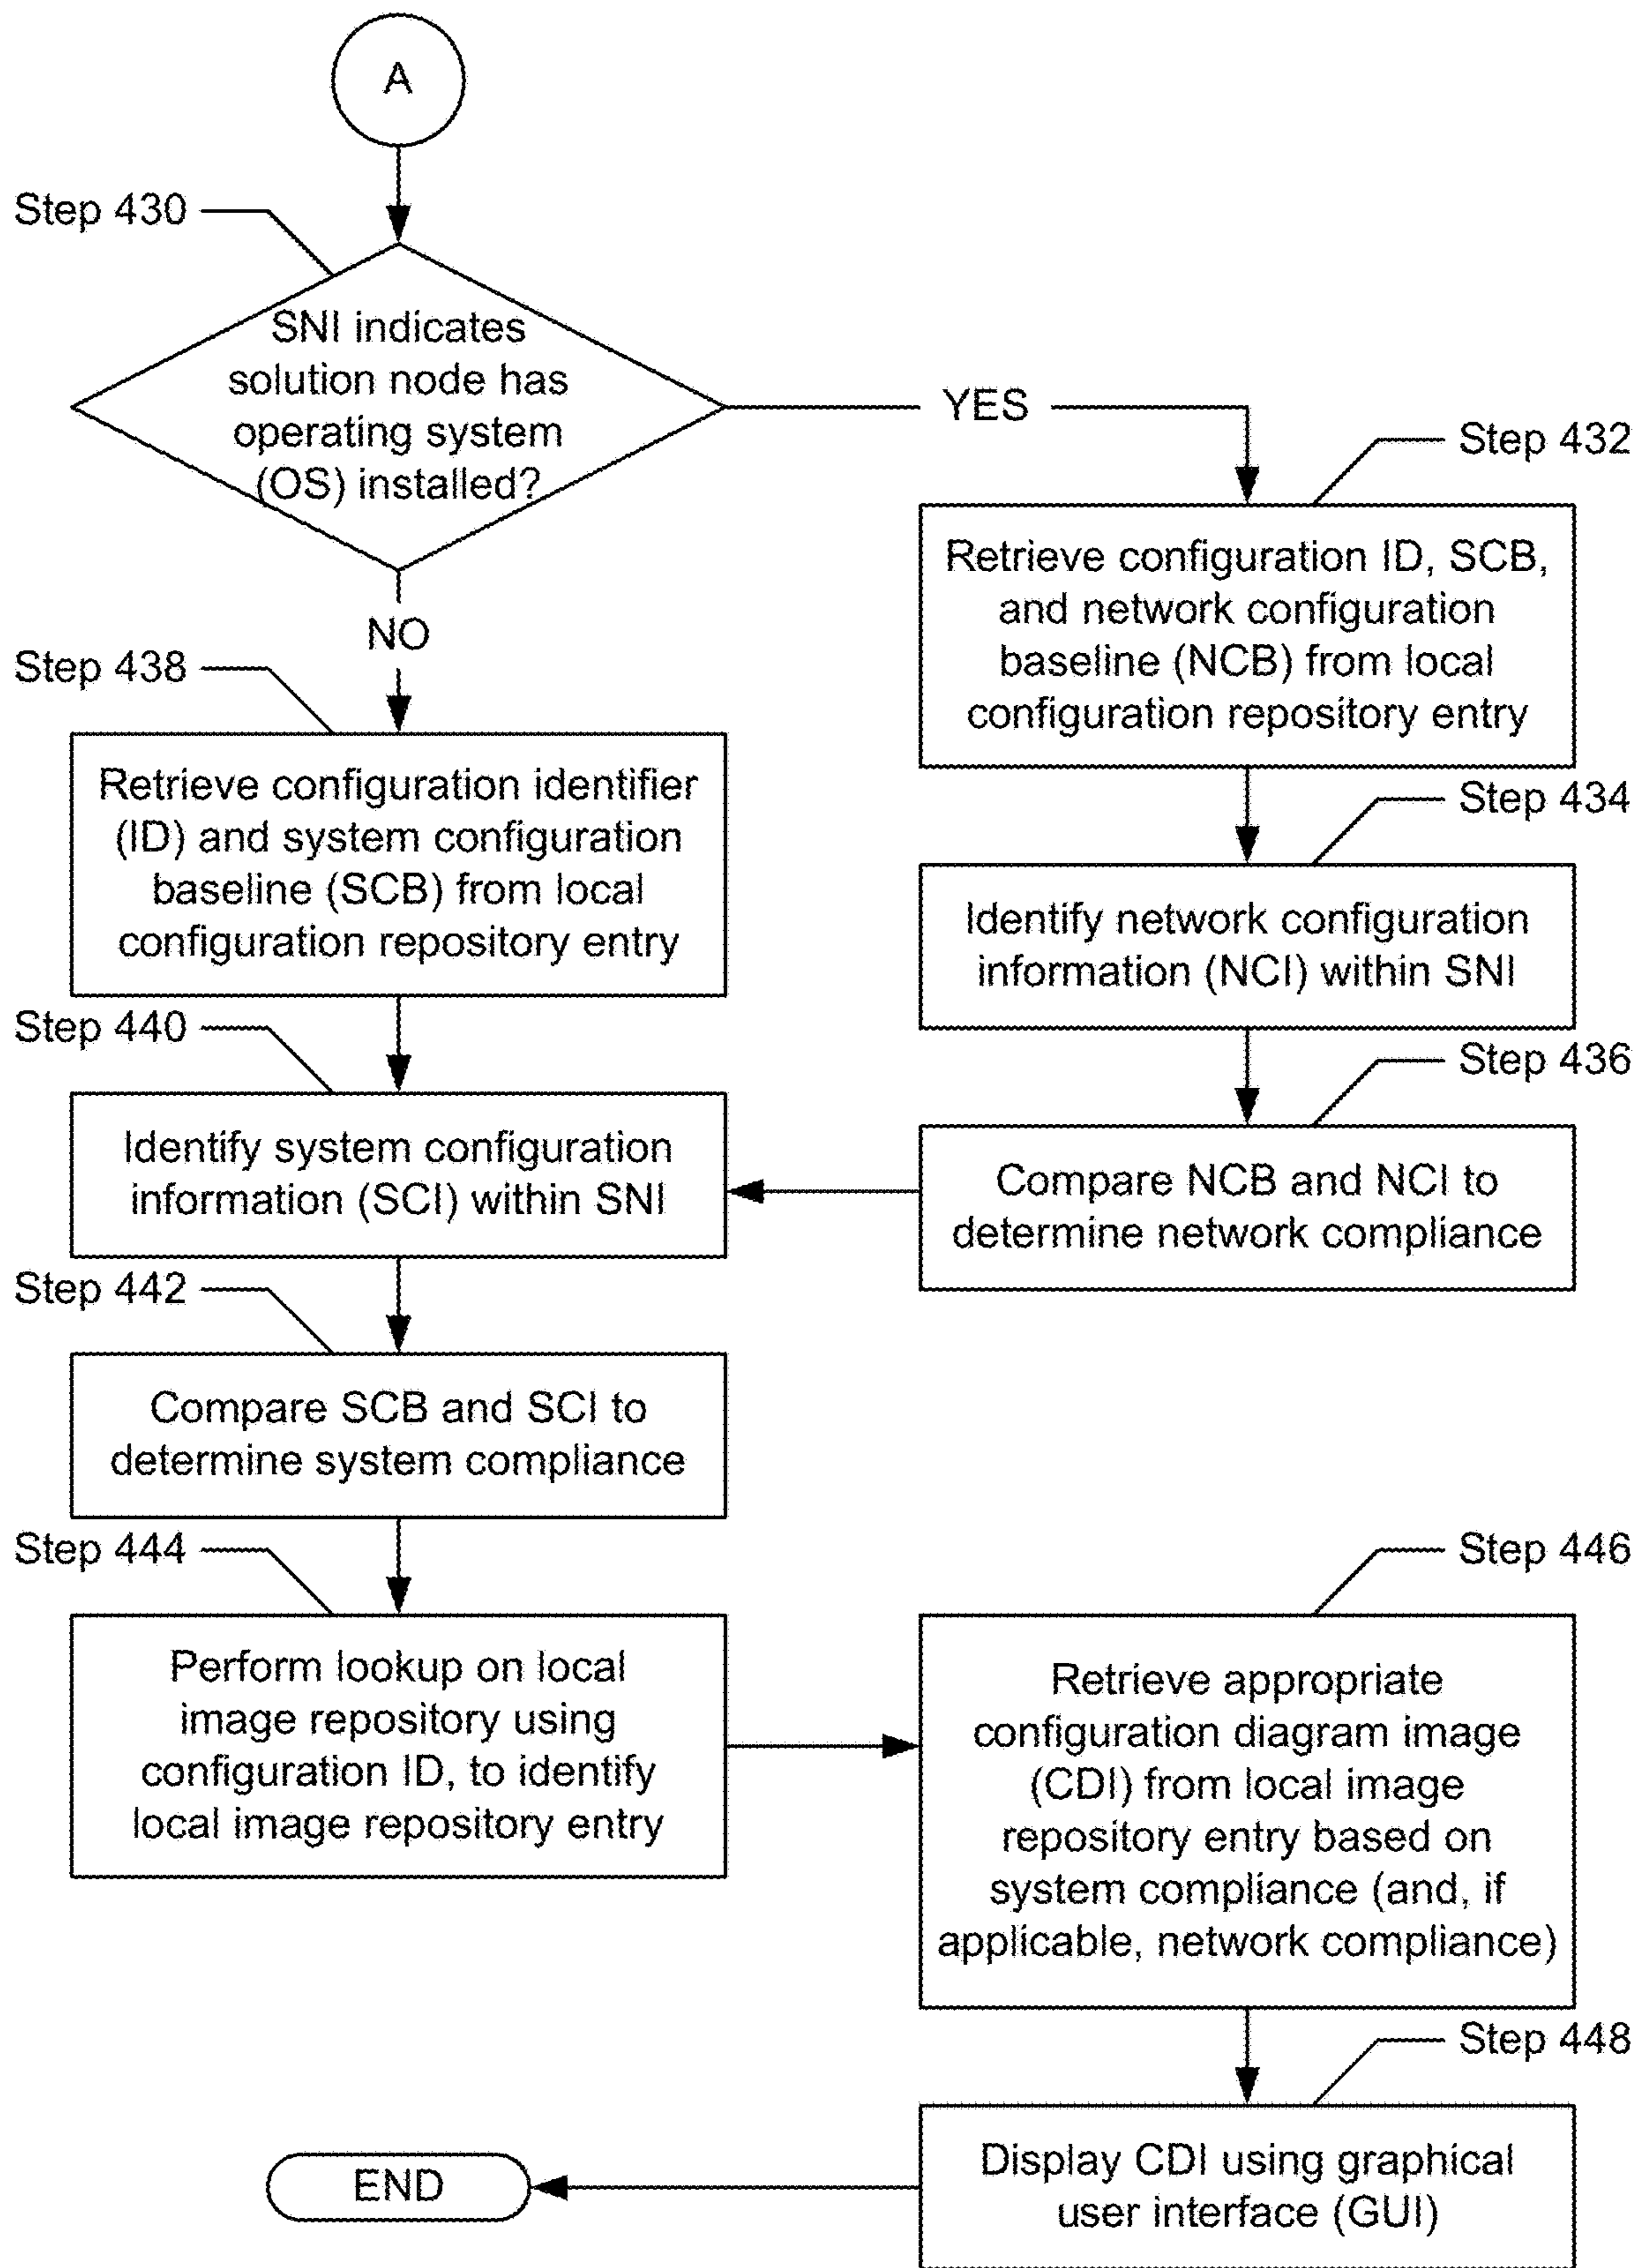 A
Step 430
SNI indicates
solution node has
operating system
(OS) installed?
YES
NO
Step 432
Retrieve configuration ID, SCB,
and network configuration
baseline (NCB) from local
configuration repository entry
Step 434
Identify network configuration
information (NCI) within SNI
Step 436
Compare NCB and NCI to
determine network compliance
Step 438
Retrieve configuration identifier
(ID) and system configuration
baseline (SCB) from local
configuration repository entry
Step 440
Identify system configuration
information (SCI) within SNI
Step 442
Compare SCB and SCI to
determine system compliance
Step 444
Perform lookup on local
image repository using
configuration ID, to identify
local image repository entry
Step 446
Retrieve appropriate
configuration diagram image
(CDI) from local image
repository entry based on
system compliance (and, if
applicable, network compliance)
Step 448
Display CDI using graphical
user interface (GUI)
END